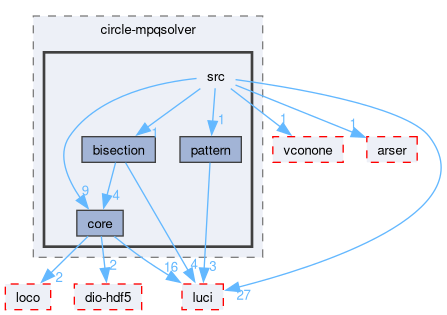 circle-mpqsolver
src
1
1
1
1
bisection
pattern
vconone
arser
9
4
core
2
2
16
4
3
27
loco
dio-hdf5
luci